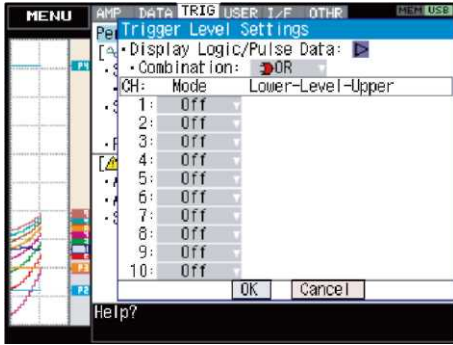 MENU AMP DATA TRIG USER I/F OTHR MEM USB
Trigger Level Settings
・Display Logic/Pulse Data:
・Combination: OR
CH: Mode Lower-Level-Upper
1: Off
2: Off
3: Off
4: Off
5: Off
6: Off
7: Off
8: Off
9: Off
10: Off
OK Cancel
Help?